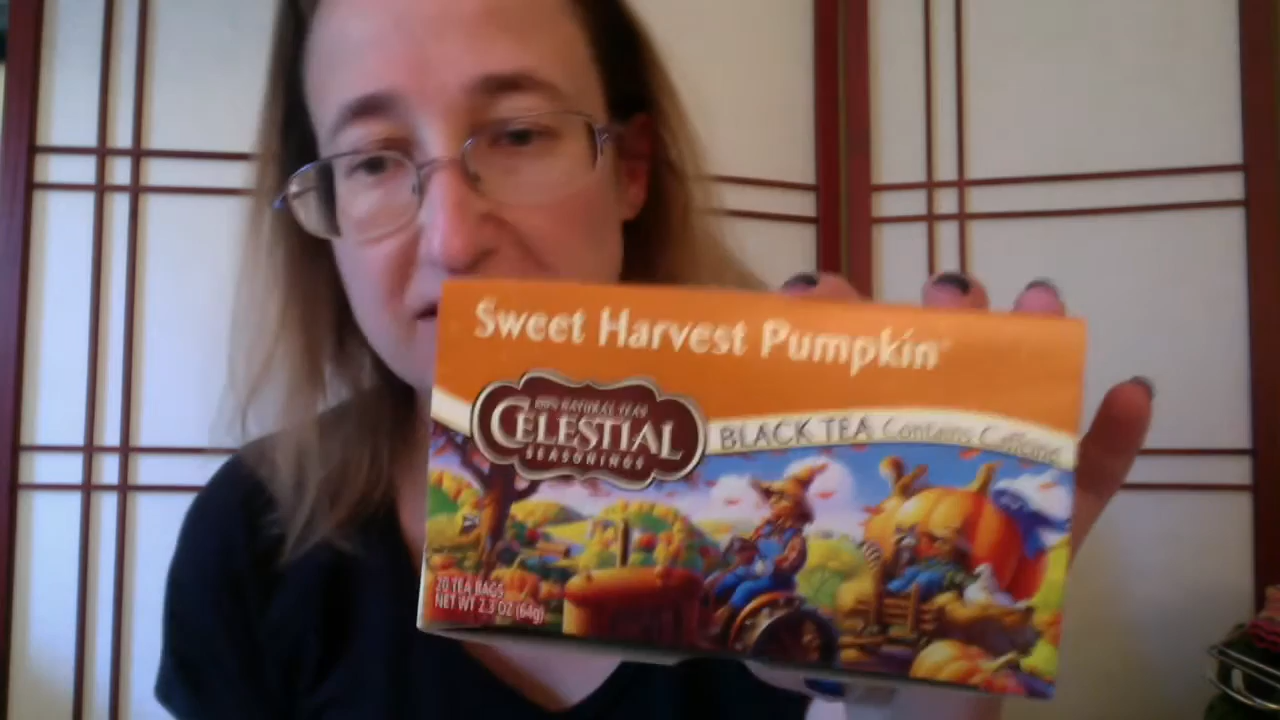 Sweet Harvest Pumpkin
100% NATURAL TEAS
CELESTIAL
SEASONINGS
BLACK TEA Contains Caffeine
20 TEA BAGS
NET WT 2.3 OZ (64g)